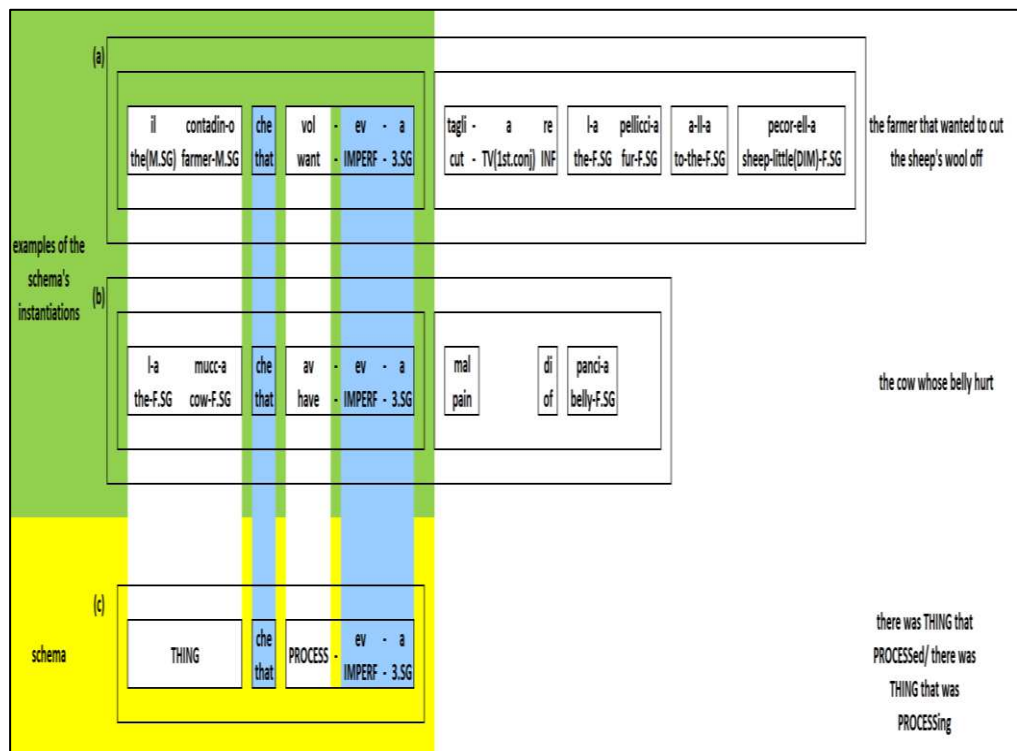 (a)
il contadin-o che vol - ev - a tagli - a re l-a pellicci-a a-ll-a pecor-ell-a
the(M.SG) farmer-M.SG that want - IMPERF - 3.SG cut - TV(1st.conj) INF the-F.SG fur-F.SG to-the-F.SG sheep-little(DIM)-F.SG
the farmer that wanted to cut
the sheep's wool off
examples of the
schema's
instantiations
(b)
l-a mucc-a che av - ev - a mal di panci-a
the-F.SG cow-F.SG that have - IMPERF - 3.SG pain of belly-F.SG
the cow whose belly hurt
(c)
schema
THING che PROCESS - ev - a
that IMPERF - 3.SG
there was THING that
PROCESSed/ there was
THING that was
PROCESSing